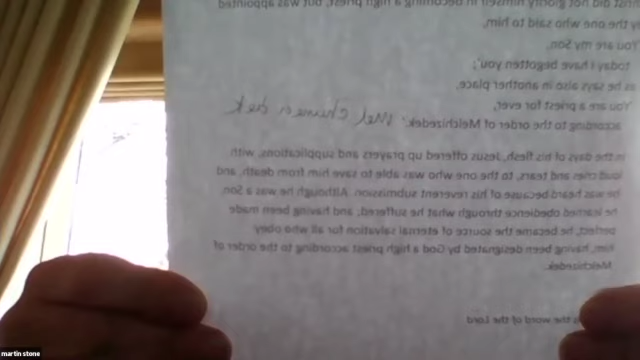 rist did not glorify himself in becoming a high priest, but was appointed
by the one who said to him,
You are my Son,
today I have begotten you';
as he says also in another place,
You are a priest for ever,
according to the order of Melchizedek.'
Mel chizza dek
In the days of his flesh, Jesus offered up prayers and supplications, with
loud cries and tears, to the one who was able to save him from death, and
he was heard because of his reverent submission. Although he was a Son,
he learned obedience through what he suffered; and having been made
perfect, he became the source of eternal salvation for all who obey
him, having been designated by God a high priest according to the order of
Melchizedek.
is the word of the Lord
martin stone